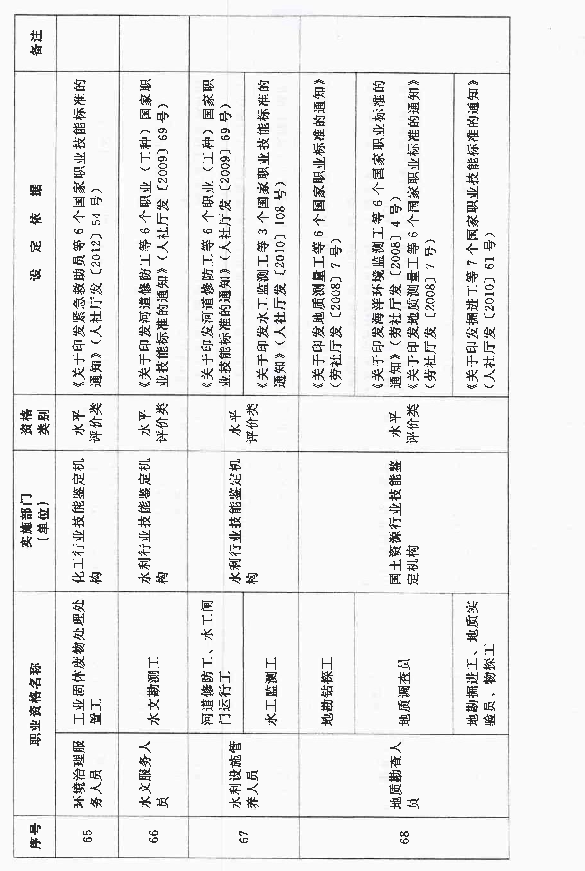 序号
职业资格名称
实施部门
(单位)
资格
类别
设定依据
备注
65
环境治理服
务人员
工业固体废物处理处
置工
化工行业技能鉴定机
构
水平
评价类
《关于印发紧急救助员等6个国家职业技能标准的
通知》(人社厅发〔2012〕54号)
66
水文服务人
员
水文勘测工
水利行业技能鉴定机
构
水平
评价类
《关于印发河道修防工等6个职业(工种)国家职
业技能标准的通知》(人社厅发〔2009〕69号)
67
水利设施管
养人员
河道修防工、水工闸
门运行工
水利行业技能鉴定机
构
水平
评价类
《关于印发河道修防工等6个职业(工种)国家职
业技能标准的通知》(人社厅发〔2009〕69号)
水工监测工
《关于印发水工监测工等3个国家职业技能标准的
通知》(人社厅发〔2010〕108号)
68
地质勘查人
员
地勘钻探工
国土资源行业技能鉴
定机构
水平
评价类
《关于印发地质测量工等6个国家职业标准的通知》
(劳社厅发〔2008〕7号)
地质调查员
《关于印发海洋环境监测工等6个国家职业标准的
通知》(劳社厅发〔2008〕4号)
《关于印发地质测量工等6个国家职业标准的通知》
(劳社厅发〔2008〕7号)
地勘掘进工、地质实
验员、物探工
《关于印发掘进工等7个国家职业技能标准的通知》
(人社厅发〔2010〕61号)